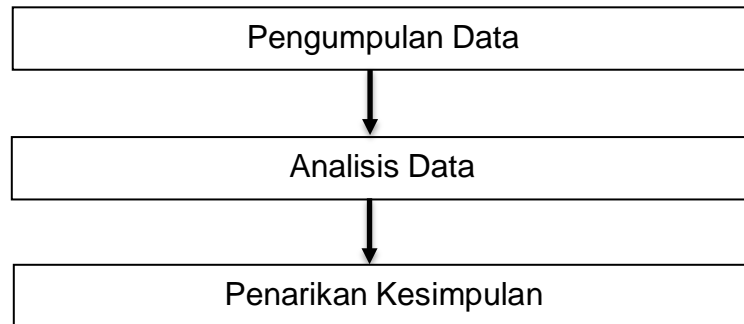 Pengumpulan Data
Analisis Data
Penarikan Kesimpulan